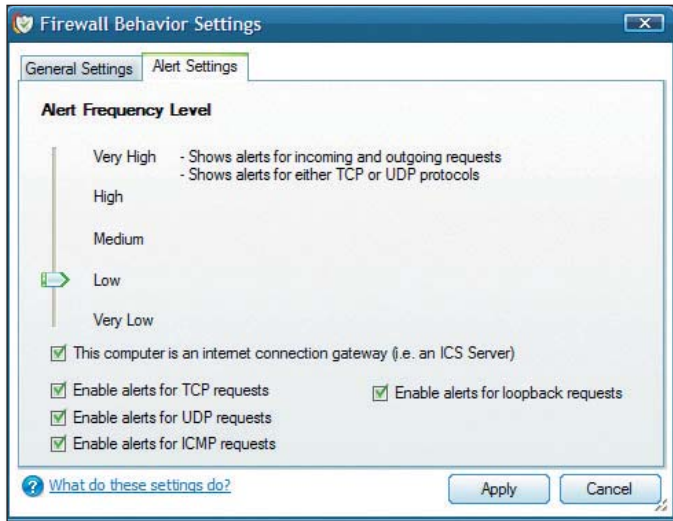 Firewall Behavior Settings
General Settings
Alert Settings
Alert Frequency Level
Very High
- Shows alerts for incoming and outgoing requests
- Shows alerts for either TCP or UDP protocols
High
Medium
Low
Very Low
This computer is an internet connection gateway (i.e. an ICS Server)
Enable alerts for TCP requests
Enable alerts for loopback requests
Enable alerts for UDP requests
Enable alerts for ICMP requests
What do these settings do?
Apply
Cancel